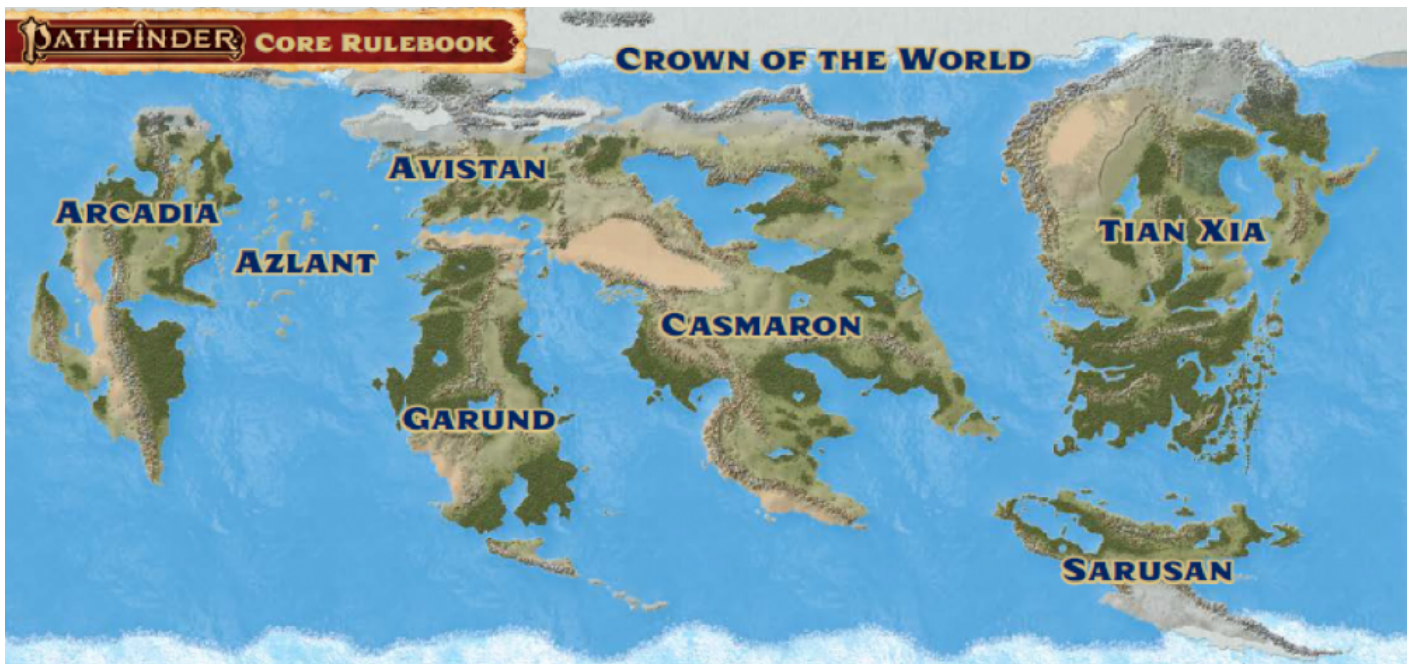 PATHFINDER CORE RULEBOOK
CROWN OF THE WORLD
AVISTAN
ARCADIA
TIAN XIA
AZLANT
CASMARON
GARUND
SARUSAN